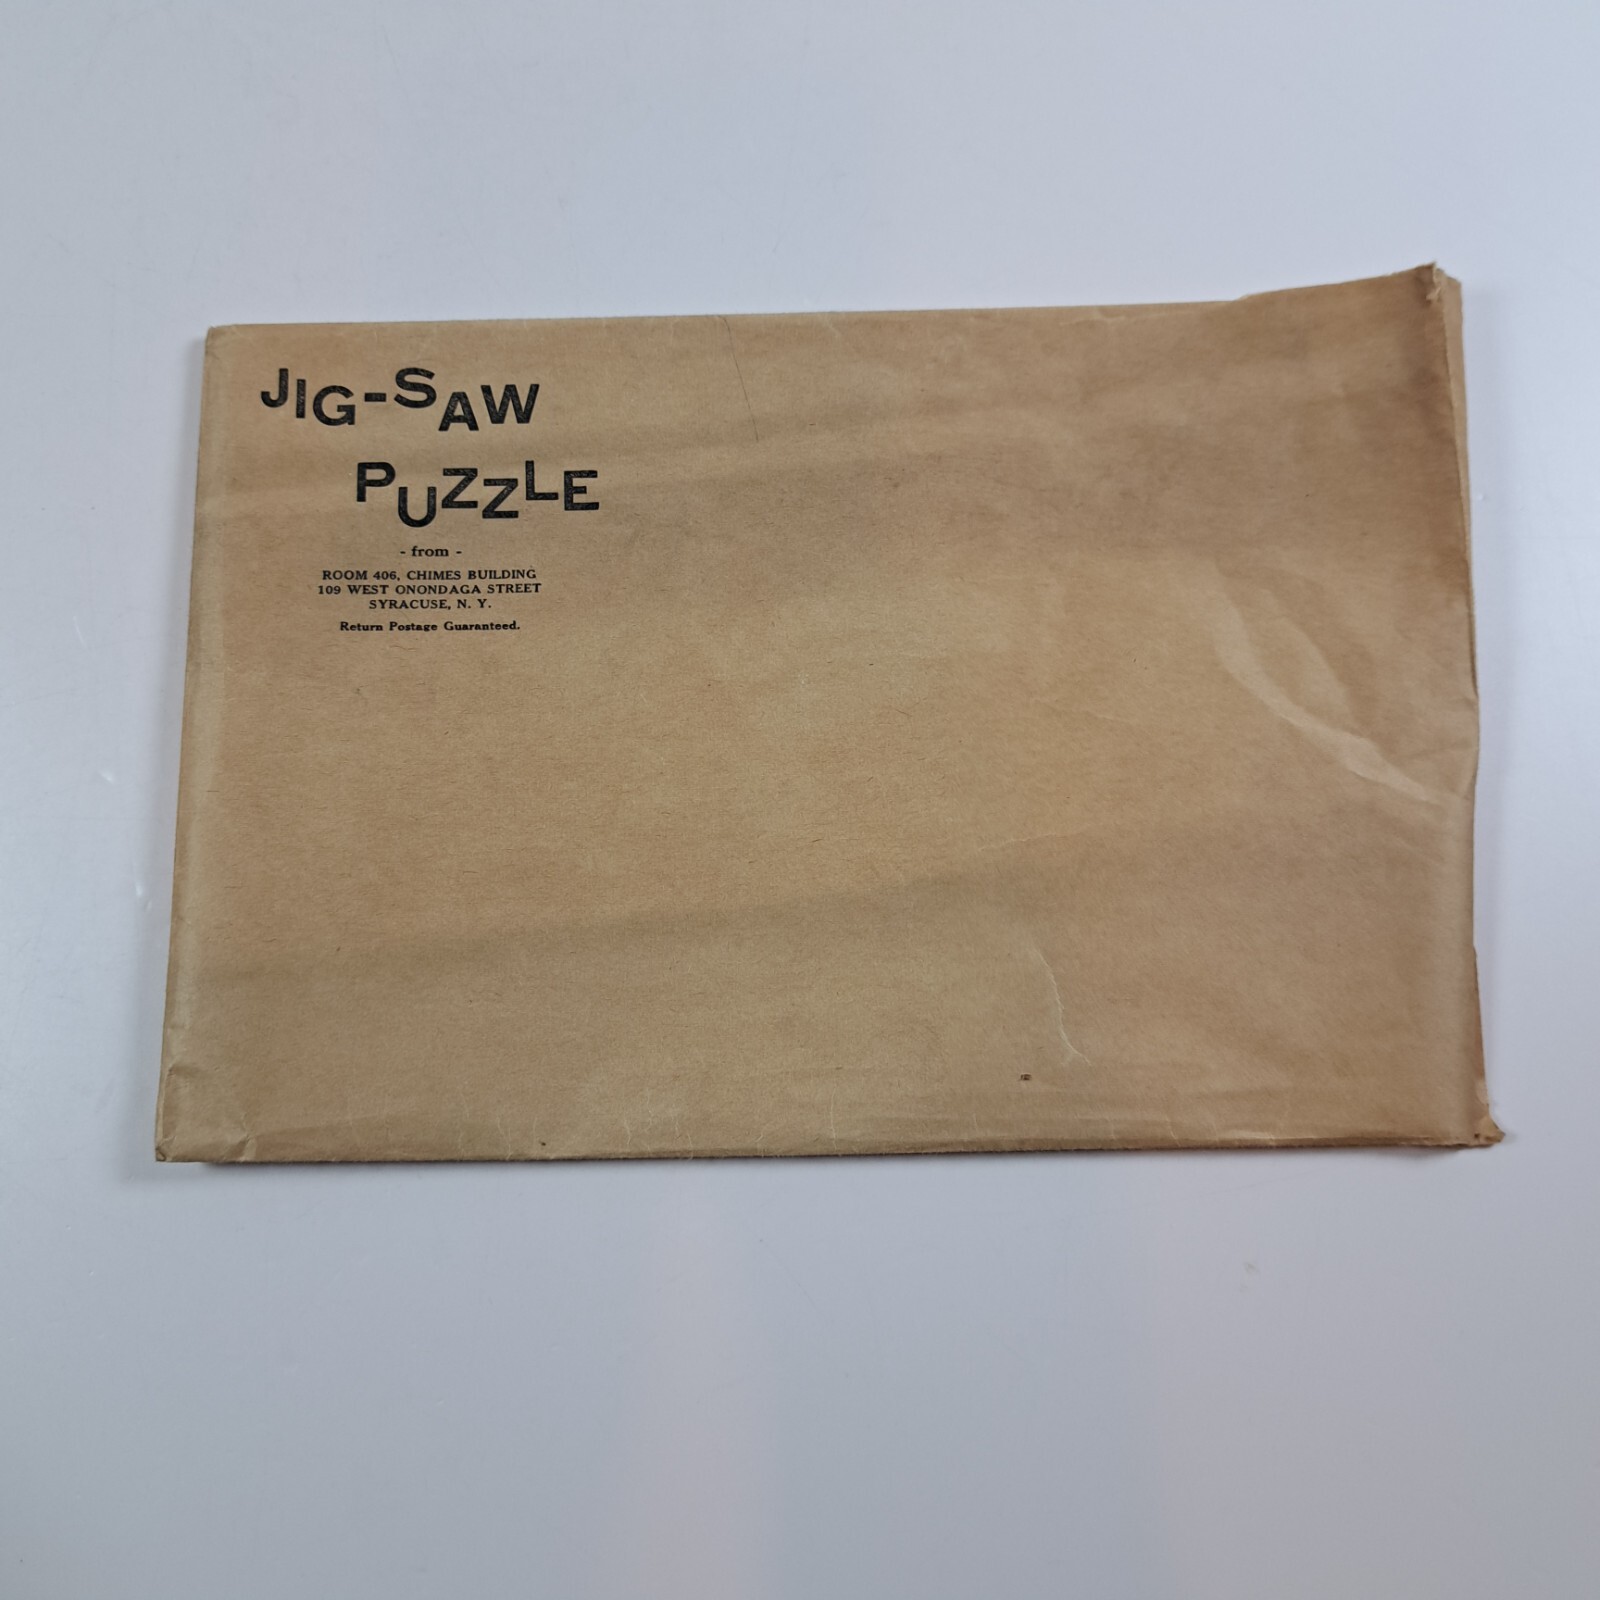 JIG-SAW
PUZZLE
- from -
ROOM 406, CHIMES BUILDING
109 WEST ONONDAGA STREET
SYRACUSE, N. Y.
Return Postage Guaranteed.